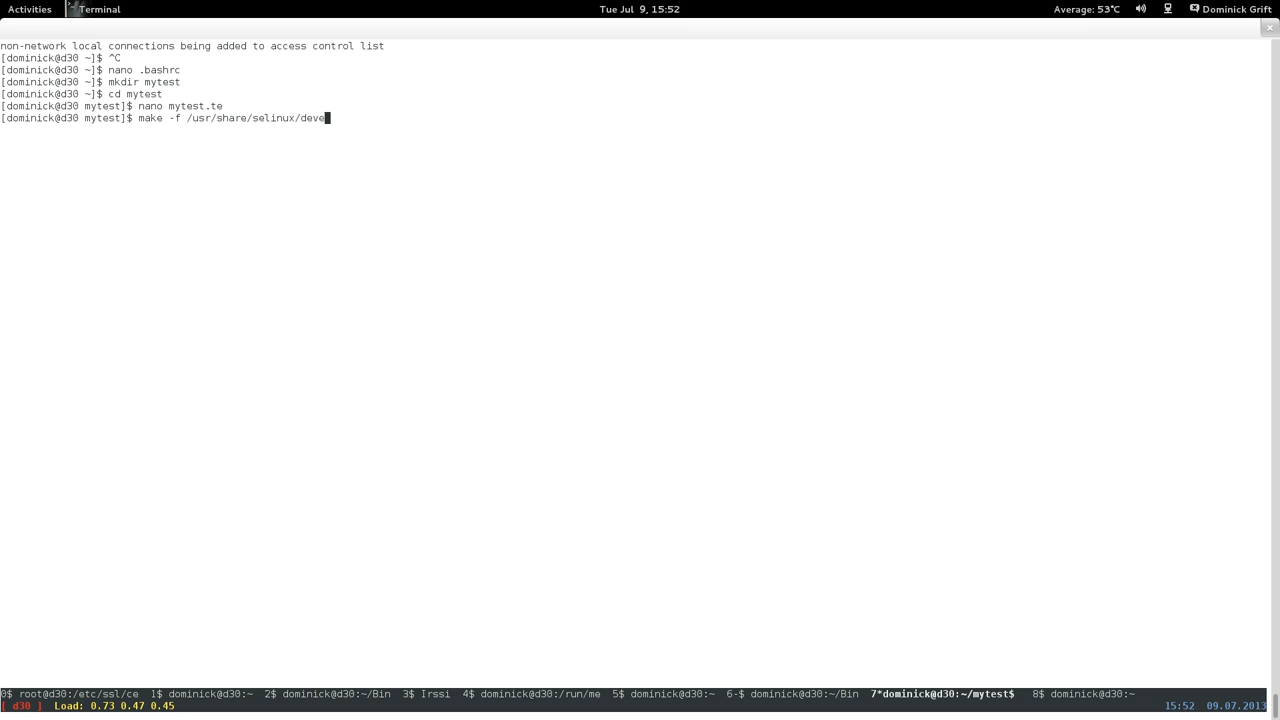 Activities Terminal Tue Jul 9, 15:52 Average: 53°C Dominick Grift
non-network local connections being added to access control list
[dominick@d30 ~]$ ^C
[dominick@d30 ~]$ nano .bashrc
[dominick@d30 ~]$ mkdir mytest
[dominick@d30 ~]$ cd mytest
[dominick@d30 mytest]$ nano mytest.te
[dominick@d30 mytest]$ make -f /usr/share/selinux/deve
0$ root@d30:/etc/ssl/ce 1$ dominick@d30:~ 2$ dominick@d30:~/Bin 3$ Irssi 4$ dominick@d30:/run/me 5$ dominick@d30:~ 6-$ dominick@d30:~/Bin 7*dominick@d30:~/mytest$ 8$ dominick@d30:~
[ d30 ] Load: 0.73 0.47 0.45 15:52 09.07.2013